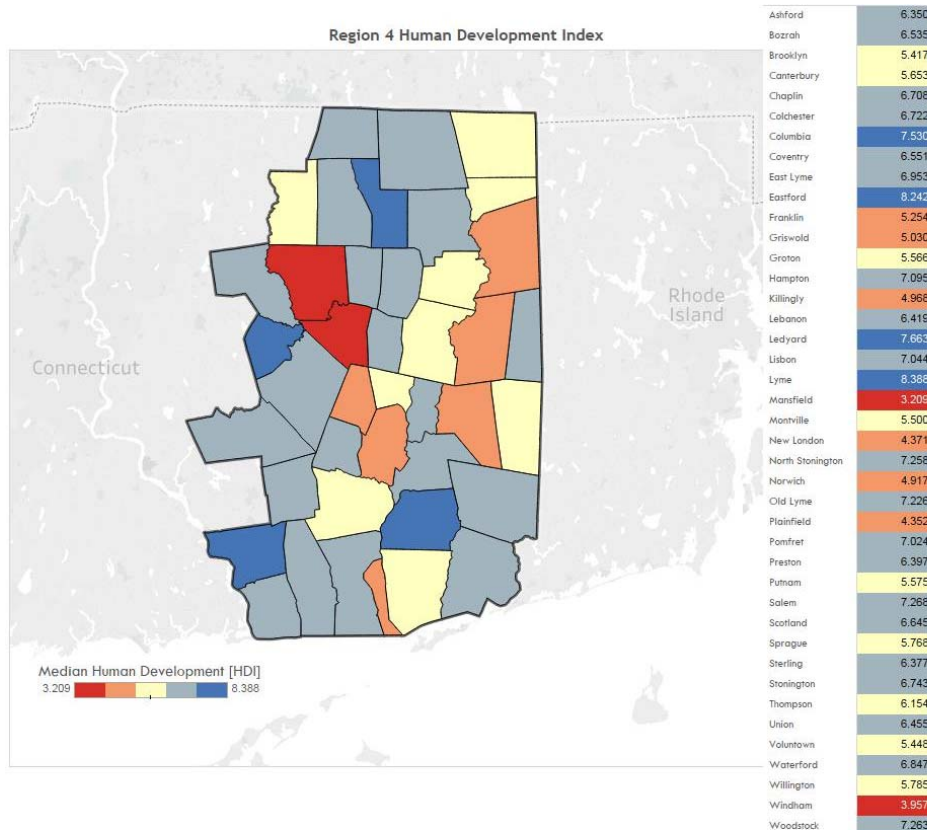 Region 4 Human Development Index
Connecticut
Rhode
Island
Median Human Development [HDI]
3.209 8.388
Ashford 6.350
Bozrah 6.535
Brooklyn 5.417
Canterbury 5.653
Chaplin 6.708
Colchester 6.722
Columbia 7.530
Coventry 6.551
East Lyme 6.953
Eastford 8.242
Franklin 5.254
Griswold 5.030
Groton 5.566
Hampton 7.095
Killingly 4.968
Lebanon 6.419
Ledyard 7.663
Lisbon 7.044
Lyme 8.388
Mansfield 3.209
Montville 5.500
New London 4.371
North Stonington 7.258
Norwich 4.917
Old Lyme 7.226
Plainfield 4.352
Pomfret 7.024
Preston 6.397
Putnam 5.575
Salem 7.268
Scotland 6.645
Sprague 5.768
Sterling 6.377
Stonington 6.743
Thompson 6.154
Union 6.455
Voluntown 5.448
Waterford 6.847
Willington 5.785
Windham 3.957
Woodstock 7.263